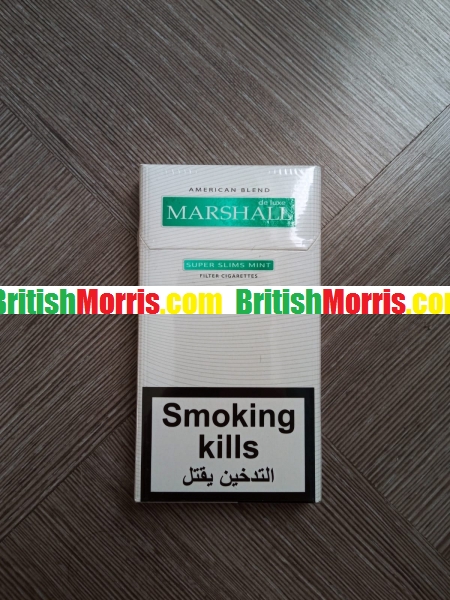 AMERICAN BLEND
de luxe
MARSHALL
SUPER SLIMS MINT
FILTER CIGARETTES
BritishMorris.com BritishMorris.com
Smoking
kills
التدخين يقتل